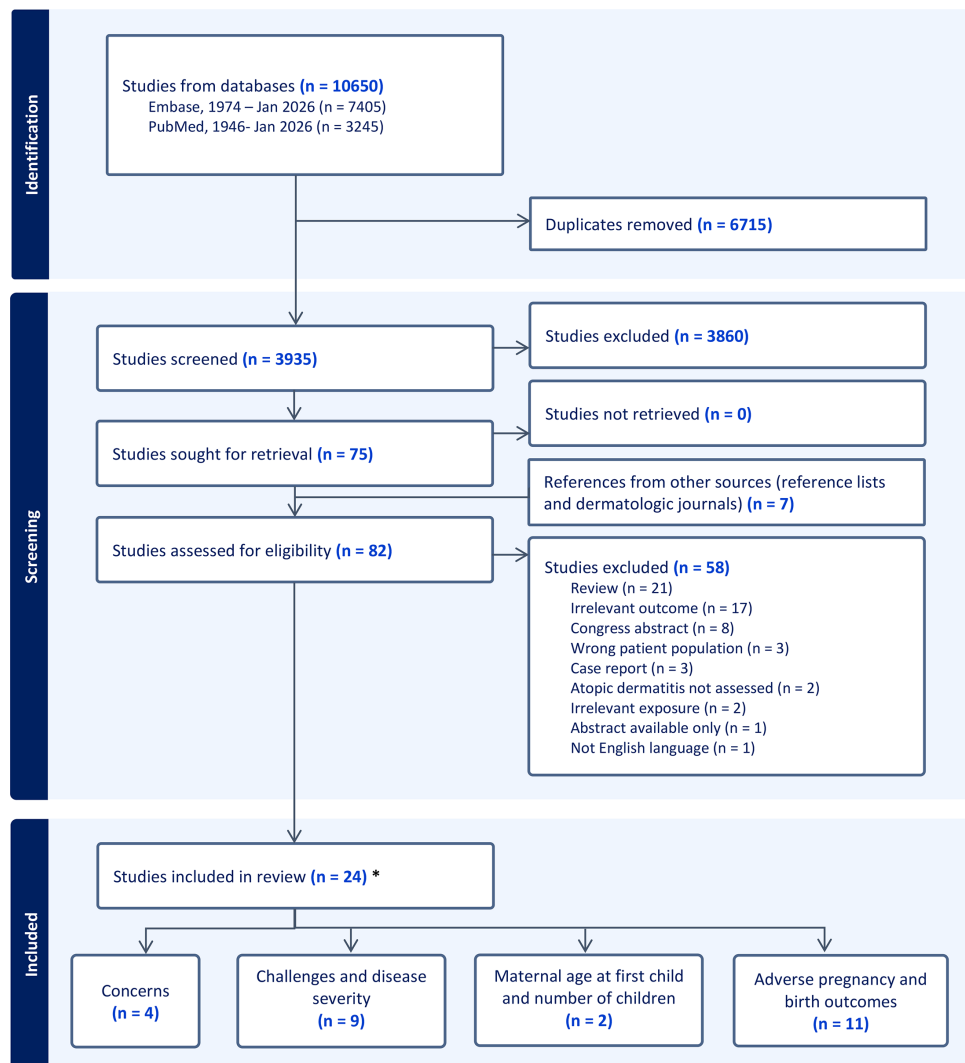 Identification
Studies from databases (n = 10650)
Embase, 1974 – Jan 2026 (n = 7405)
PubMed, 1946- Jan 2026 (n = 3245)
Duplicates removed (n = 6715)
Screening
Studies screened (n = 3935)
Studies excluded (n = 3860)
Studies sought for retrieval (n = 75)
Studies not retrieved (n = 0)
References from other sources (reference lists
and dermatologic journals) (n = 7)
Studies assessed for eligibility (n = 82)
Studies excluded (n = 58)
Review (n = 21)
Irrelevant outcome (n = 17)
Congress abstract (n = 8)
Wrong patient population (n = 3)
Case report (n = 3)
Atopic dermatitis not assessed (n = 2)
Irrelevant exposure (n = 2)
Abstract available only (n = 1)
Not English language (n = 1)
Included
Studies included in review (n = 24) *
Concerns
(n = 4)
Challenges and disease
severity
(n = 9)
Maternal age at first child
and number of children
(n = 2)
Adverse pregnancy and
birth outcomes
(n = 11)